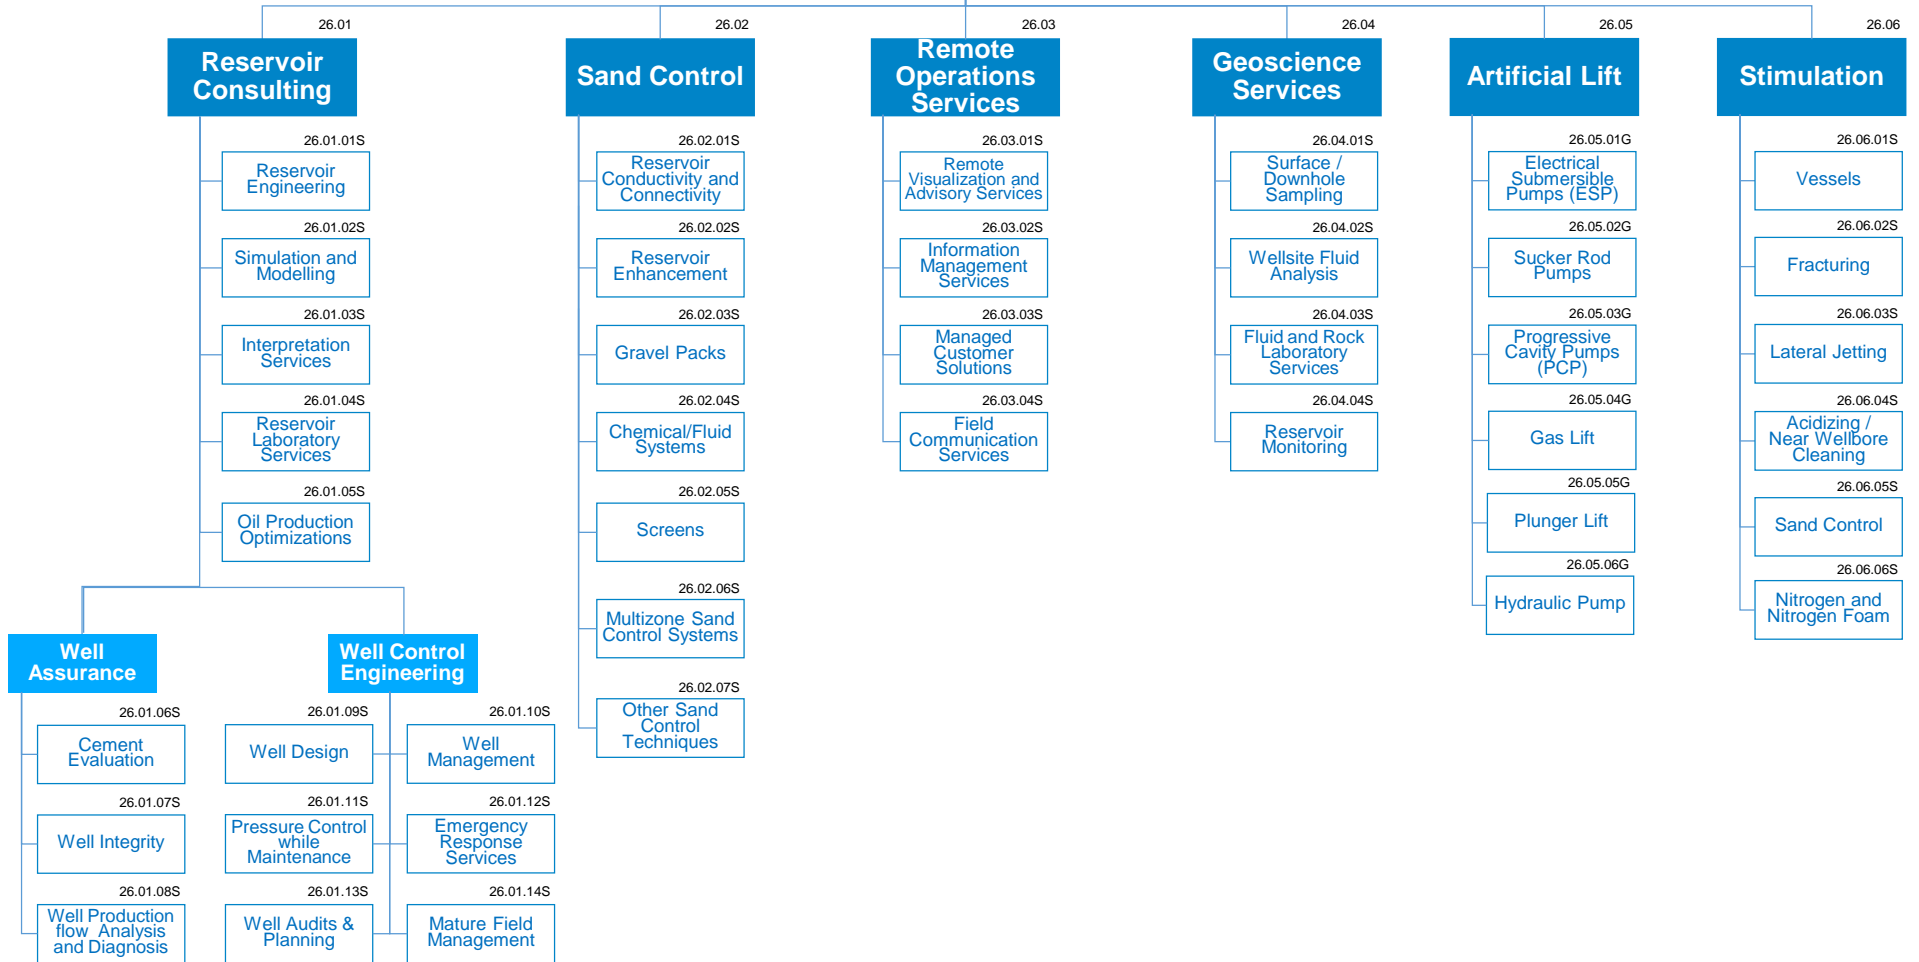 26.01
Reservoir
Consulting
26.01.01S
Reservoir
Engineering
26.01.02S
Simulation and
Modelling
26.01.03S
Interpretation
Services
26.01.04S
Reservoir
Laboratory
Services
26.01.05S
Oil Production
Optimizations
Well
Assurance
26.01.06S
Cement
Evaluation
26.01.07S
Well Integrity
26.01.08S
Well Production
flow Analysis
and Diagnosis
Well Control
Engineering
26.01.09S
Well Design
26.01.10S
Well
Management
26.01.11S
Pressure Control
while
Maintenance
26.01.12S
Emergency
Response
Services
26.01.13S
Well Audits &
Planning
26.01.14S
Mature Field
Management
26.02
Sand Control
26.02.01S
Reservoir
Conductivity and
Connectivity
26.02.02S
Reservoir
Enhancement
26.02.03S
Gravel Packs
26.02.04S
Chemical/Fluid
Systems
26.02.05S
Screens
26.02.06S
Multizone Sand
Control Systems
26.02.07S
Other Sand
Control
Techniques
26.03
Remote
Operations
Services
26.03.01S
Remote
Visualization and
Advisory Services
26.03.02S
Information
Management
Services
26.03.03S
Managed
Customer
Solutions
26.03.04S
Field
Communication
Services
26.04
Geoscience
Services
26.04.01S
Surface /
Downhole
Sampling
26.04.02S
Wellsite Fluid
Analysis
26.04.03S
Fluid and Rock
Laboratory
Services
26.04.04S
Reservoir
Monitoring
26.05
Artificial Lift
26.05.01G
Electrical
Submersible
Pumps (ESP)
26.05.02G
Sucker Rod
Pumps
26.05.03G
Progressive
Cavity Pumps
(PCP)
26.05.04G
Gas Lift
26.05.05G
Plunger Lift
26.05.06G
Hydraulic Pump
26.06
Stimulation
26.06.01S
Vessels
26.06.02S
Fracturing
26.06.03S
Lateral Jetting
26.06.04S
Acidizing /
Near Wellbore
Cleaning
26.06.05S
Sand Control
26.06.06S
Nitrogen and
Nitrogen Foam